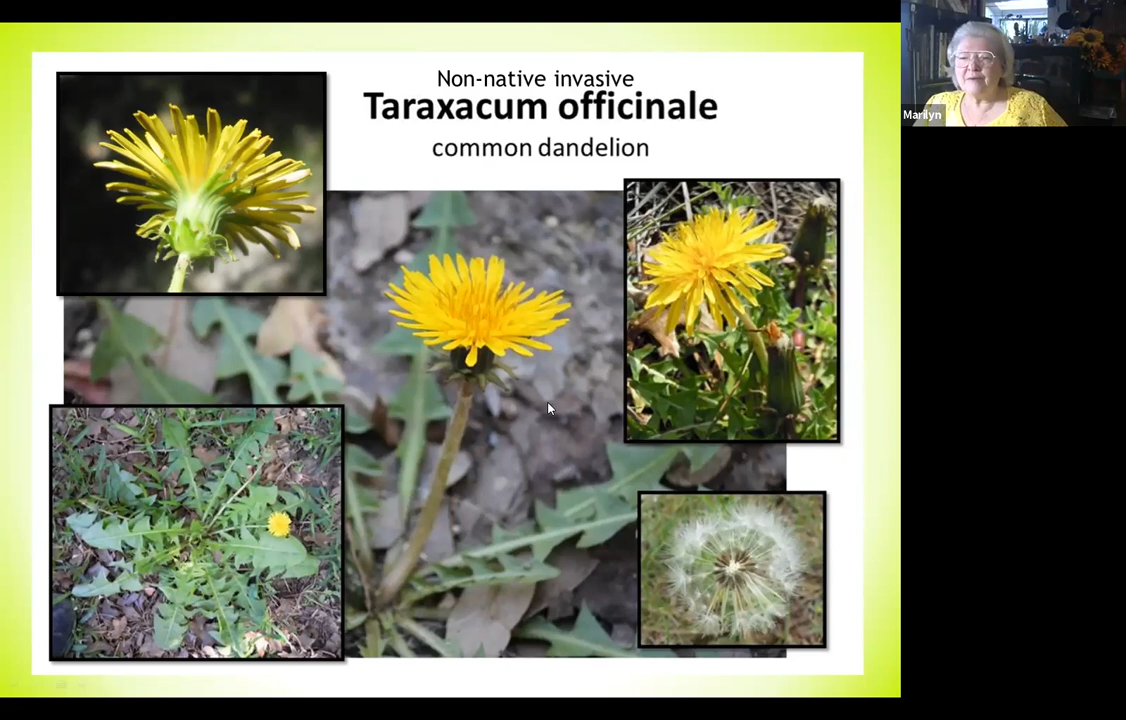 Non-native invasive
Taraxacum officinale
common dandelion
Marilyn